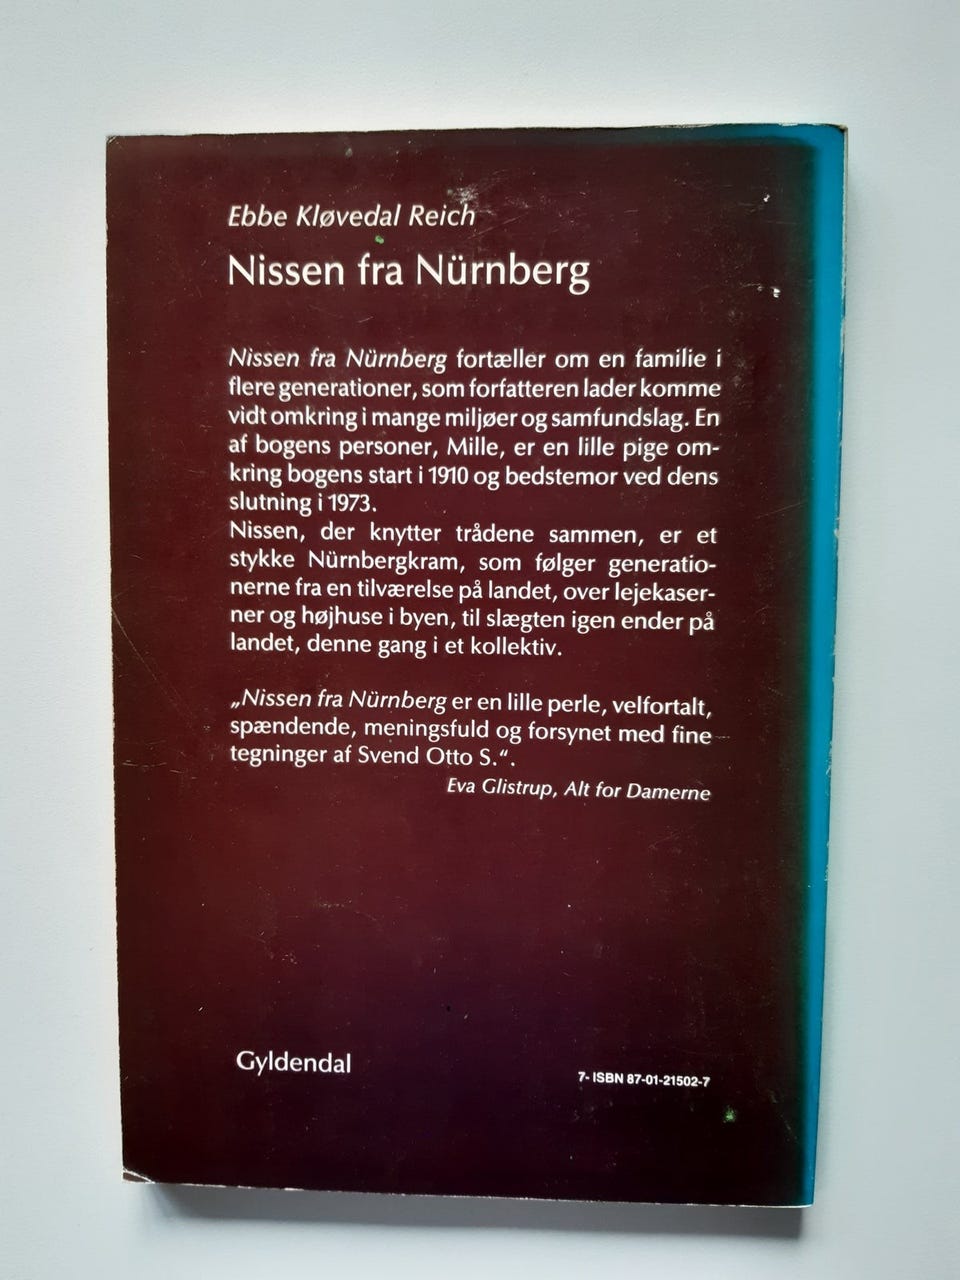 Ebbe Kløvedal Reich
Nissen fra Nürnberg
Nissen fra Nürnberg fortæller om en familie i
flere generationer, som forfatteren lader komme
vidt omkring i mange miljøer og samfundslag. En
af bogens personer, Mille, er en lille pige om-
kring bogens start i 1910 og bedstemor ved dens
slutning i 1973.
Nissen, der knytter trådene sammen, er et
stykke Nürnbergkram, som følger generatio-
nerne fra en tilværelse på landet, over lejekaser-
ner og højhuse i byen, til slægten igen ender på
landet, denne gang i et kollektiv.
„Nissen fra Nürnberg er en lille perle, velfortalt,
spændende, meningsfuld og forsynet med fine
tegninger af Svend Otto S.“.
Eva Glistrup, Alt for Damerne
Gyldendal
7- ISBN 87-01-21502-7